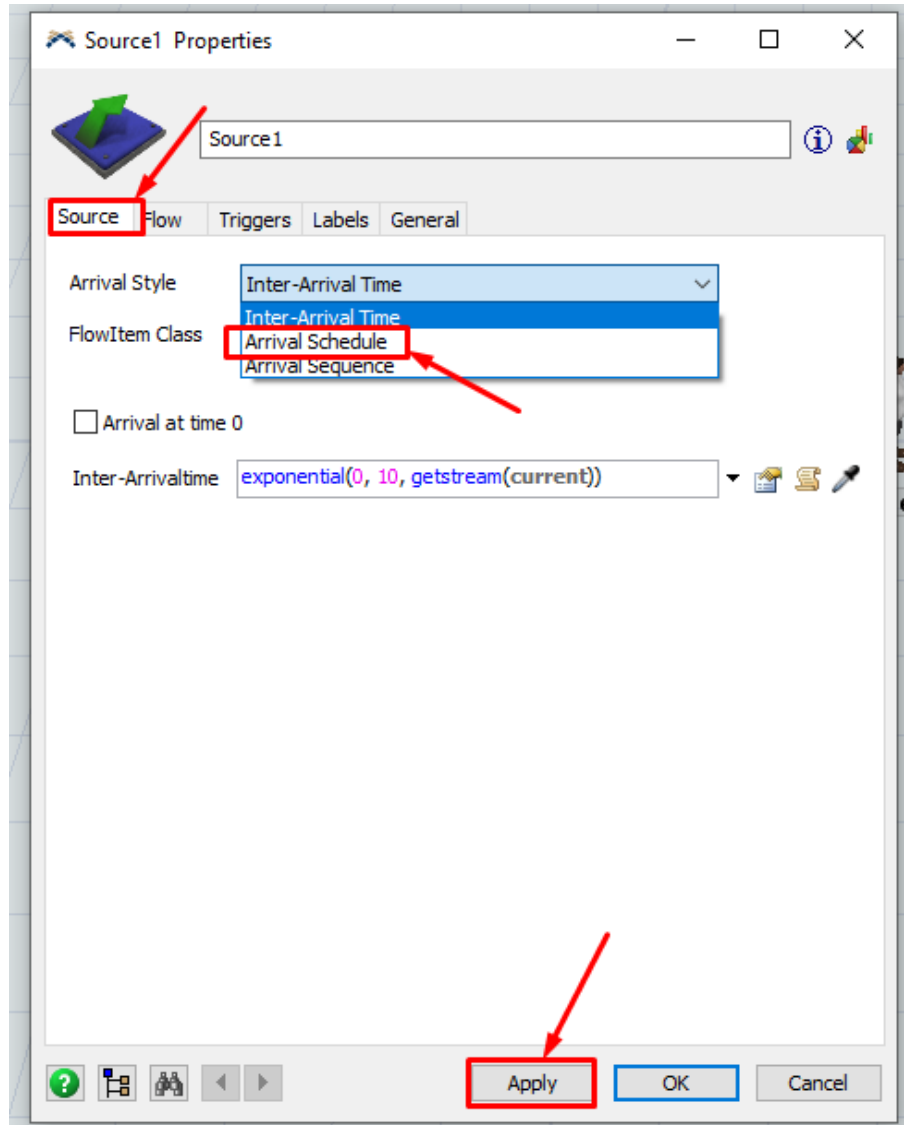 Source1 Properties
Source1
Source Flow Triggers Labels General
Arrival Style Inter-Arrival Time
Inter-Arrival Time
FlowItem Class Arrival Schedule
Arrival Sequence
Arrival at time 0
Inter-Arrivaltime exponential(0, 10, getstream(current))
? Apply OK Cancel